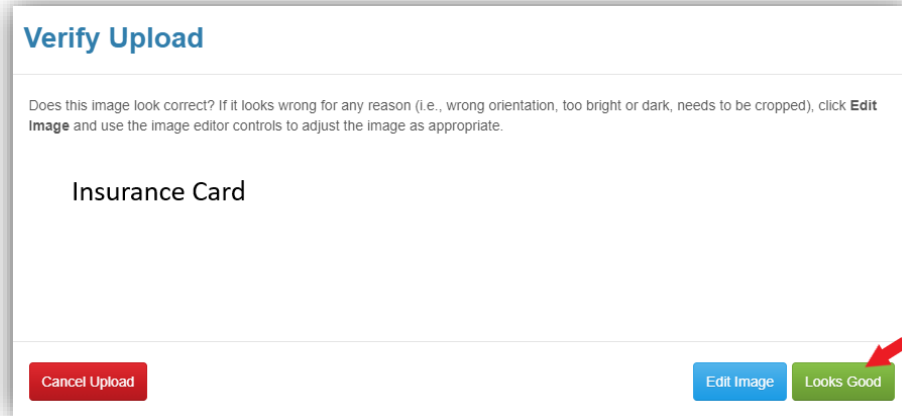 Verify Upload
Does this image look correct? If it looks wrong for any reason (i.e., wrong orientation, too bright or dark, needs to be cropped), click Edit
Image and use the image editor controls to adjust the image as appropriate.
Insurance Card
Cancel Upload
Edit Image
Looks Good